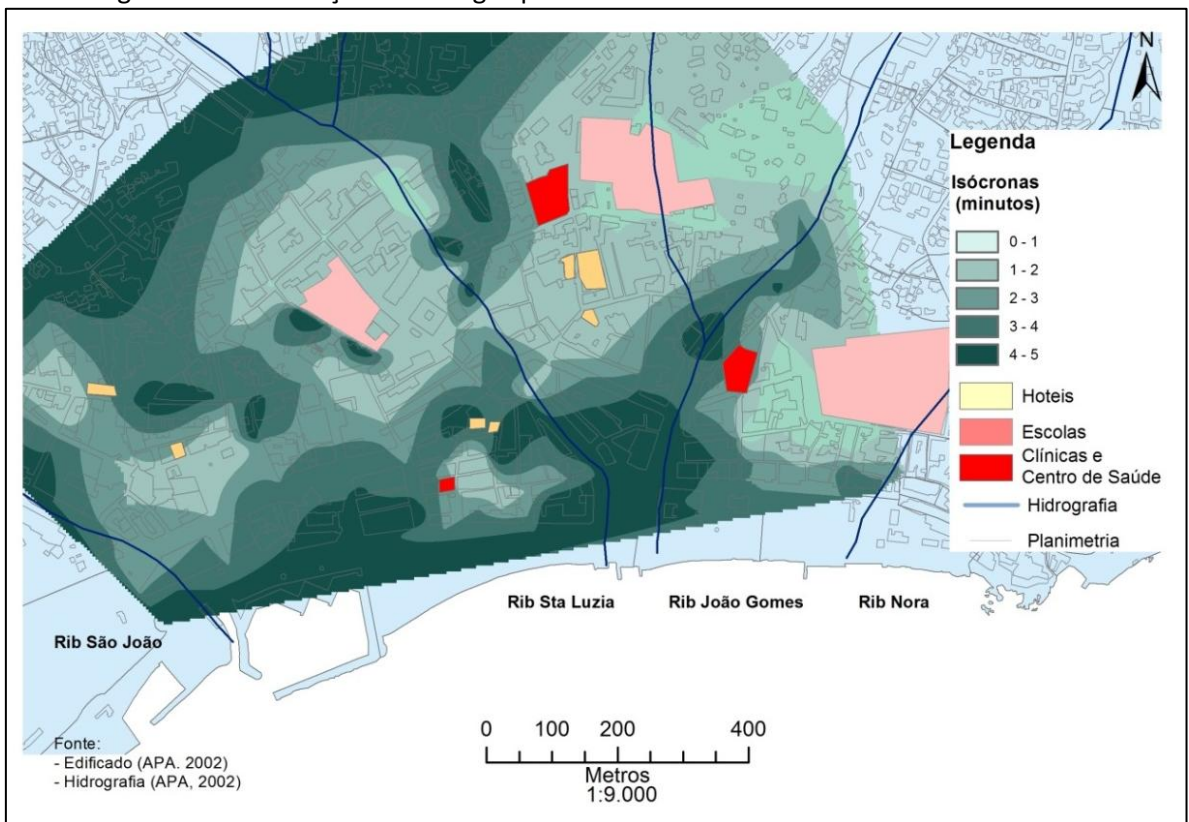 N
Legenda
Isócronas
(minutos)
0 - 1
1 - 2
2 - 3
3 - 4
4 - 5
Hoteis
Escolas
Clínicas e
Centro de Saúde
Hidrografia
Planimetria
Rib Sta Luzia
Rib João Gomes
Rib Nora
Rib São João
0 100 200 400
Metros
1:9.000
Fonte:
- Edificado (APA. 2002)
- Hidrografia (APA, 2002)